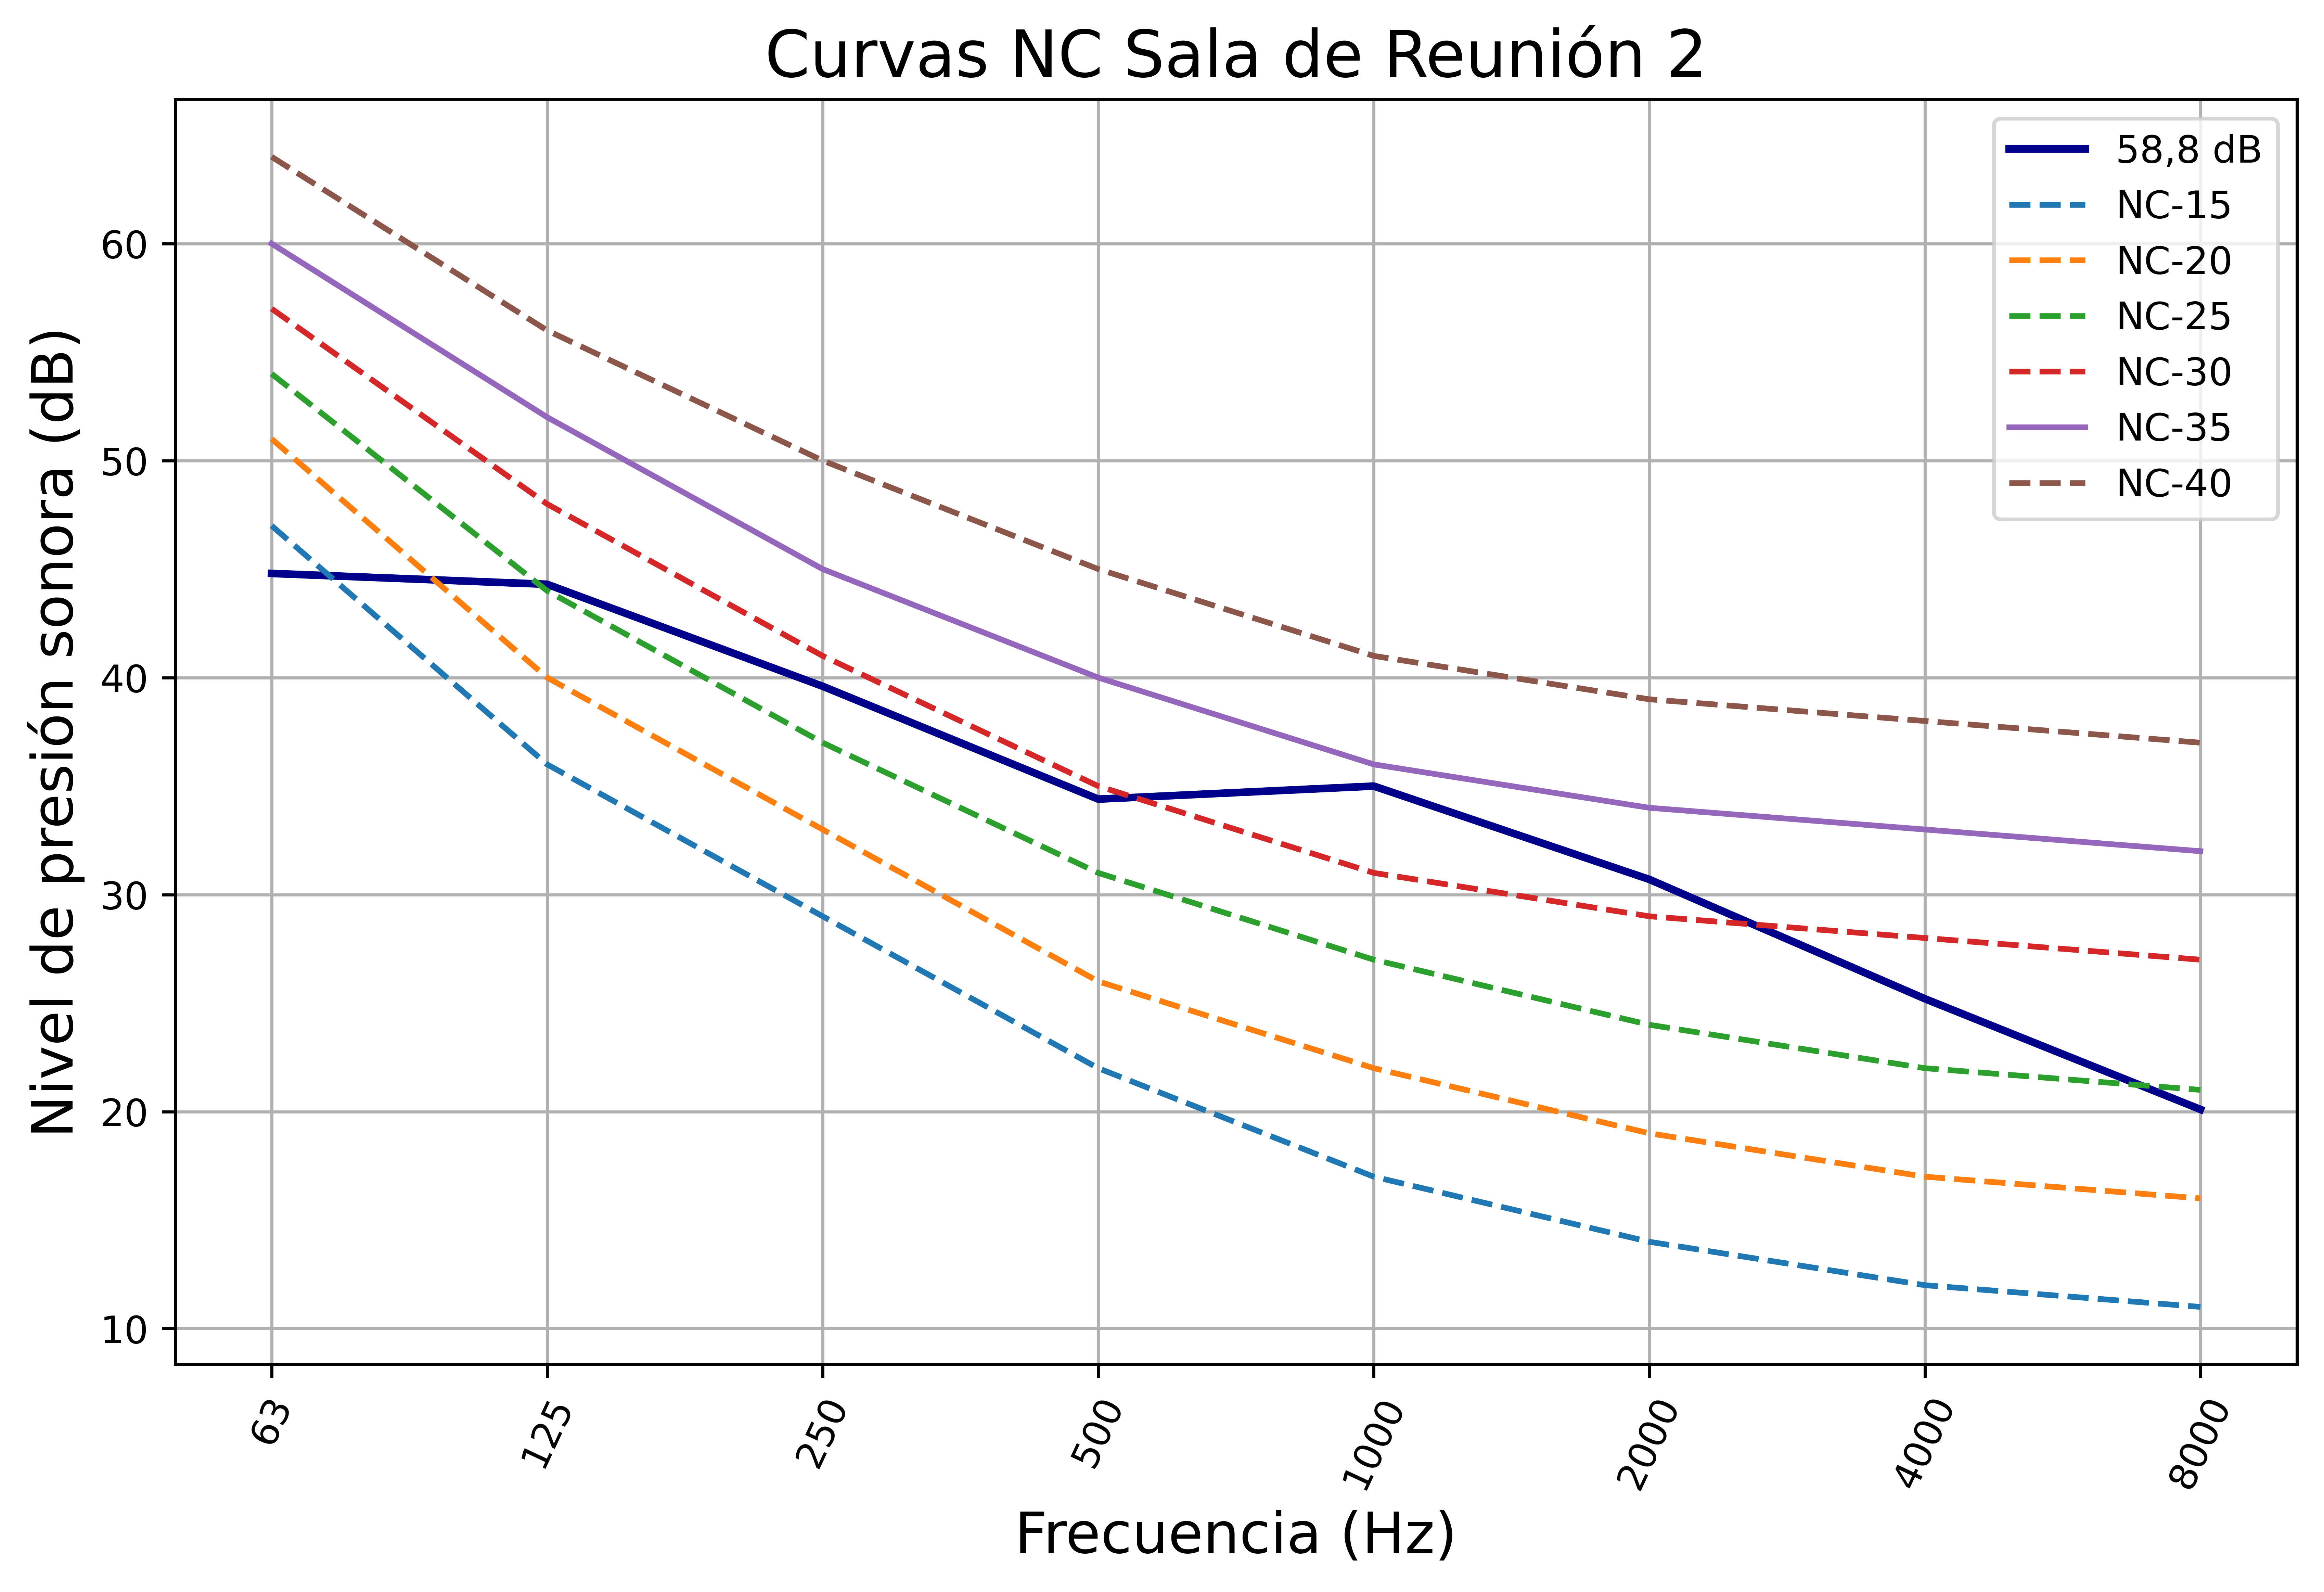 Curvas NC Sala de Reunión 2
Nivel de presión sonora (dB)
60
50
40
30
20
10
58,8 dB
NC-15
NC-20
NC-25
NC-30
NC-35
NC-40
63
125
250
500
1000
2000
4000
8000
Frecuencia (Hz)